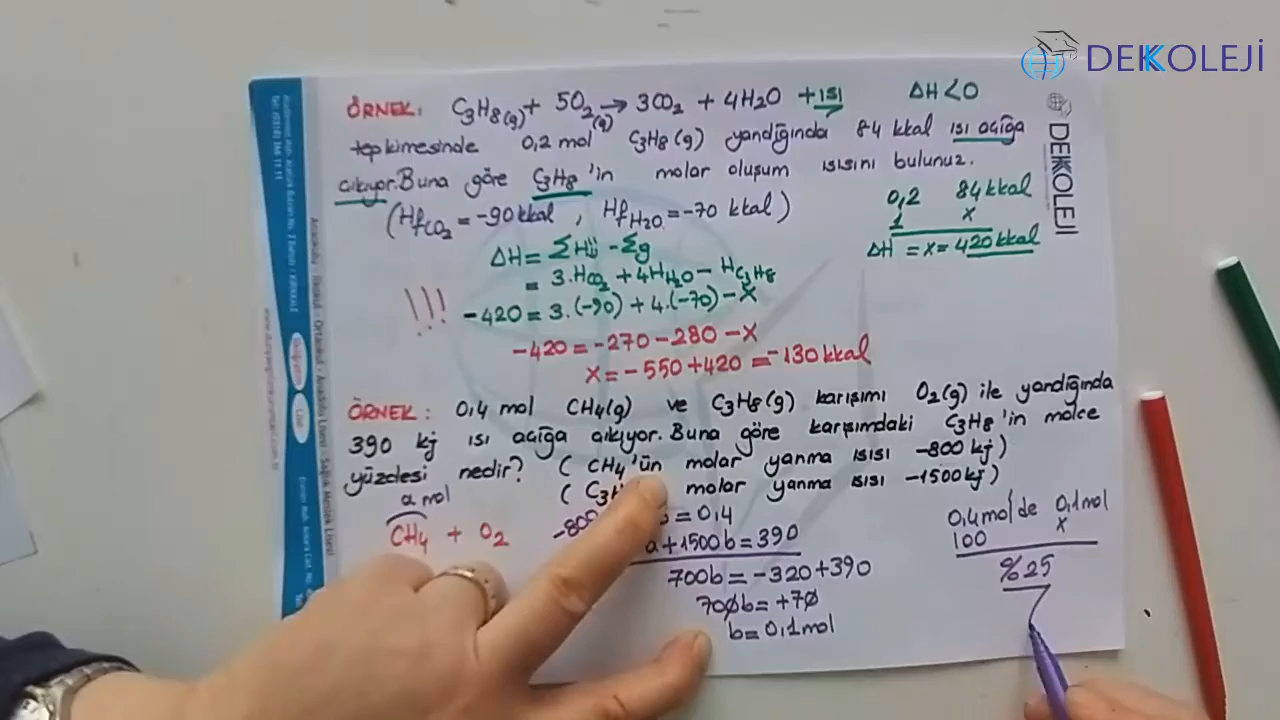 DEKKOLEJİ
ÖRNEK: C3H8(g) + 5O2(g) → 3CO2 + 4H2O + ISI ΔH<0
tepkimesinde 0,2 mol C3H8(g) yandığında 84 kkal ısı açığa
çıkıyor. Buna göre C3H8'in molar oluşum ısısını bulunuz.
(HfCO2 = -90 kkal, HfH2O = -70 kkal)
0,2 84 kkal
1 x
ΔH = x = 420 kkal
ΔH = ΣHü - Σg
= 3.HCO2 + 4HH2O - HC3H8
!!! -420 = 3.(-90) + 4.(-70) - X
-420 = -270 - 280 - X
X = -550 + 420 = -130 kkal
ÖRNEK: 0,4 mol CH4(g) ve C3H8(g) karışımı O2(g) ile yandığında
390 kj ısı açığa çıkıyor. Buna göre karşımdaki C3H8'in molce
yüzdesi nedir? (CH4'ün molar yanma ısısı -800 kj)
molar yanma ısısı -1500 kj)
a mol
CH4 + O2
-800
= 0,4
a + 1500b = 390
700b = -320 + 390
700b = +70
b = 0,1 mol
0,4 mol de 0,1 mol
100 x
%25
DEKKOLEJİ